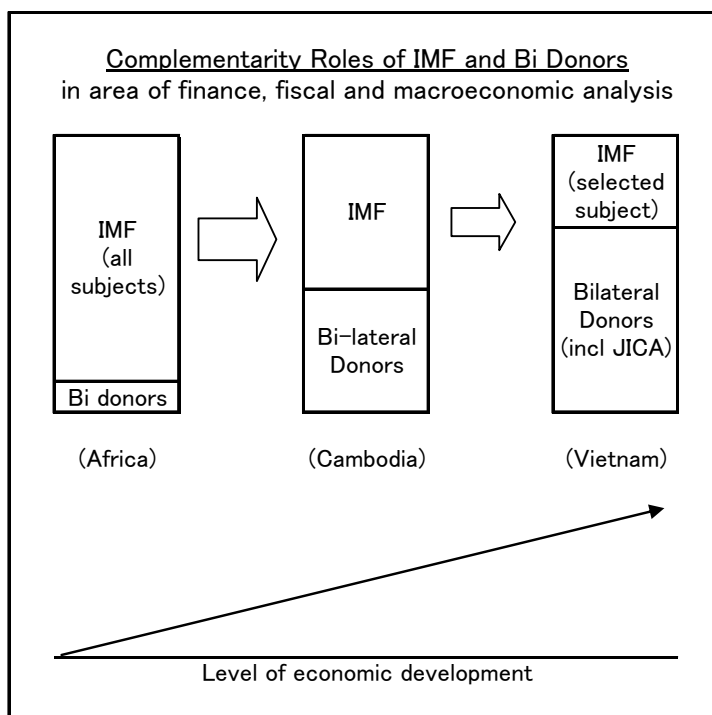 Complementarity Roles of IMF and Bi Donors
in area of finance, fiscal and macroeconomic analysis
IMF
(all
subjects)
Bi donors
(Africa)
IMF
Bi-lateral
Donors
(Cambodia)
IMF
(selected
subject)
Bilateral
Donors
(incl JICA)
(Vietnam)
Level of economic development